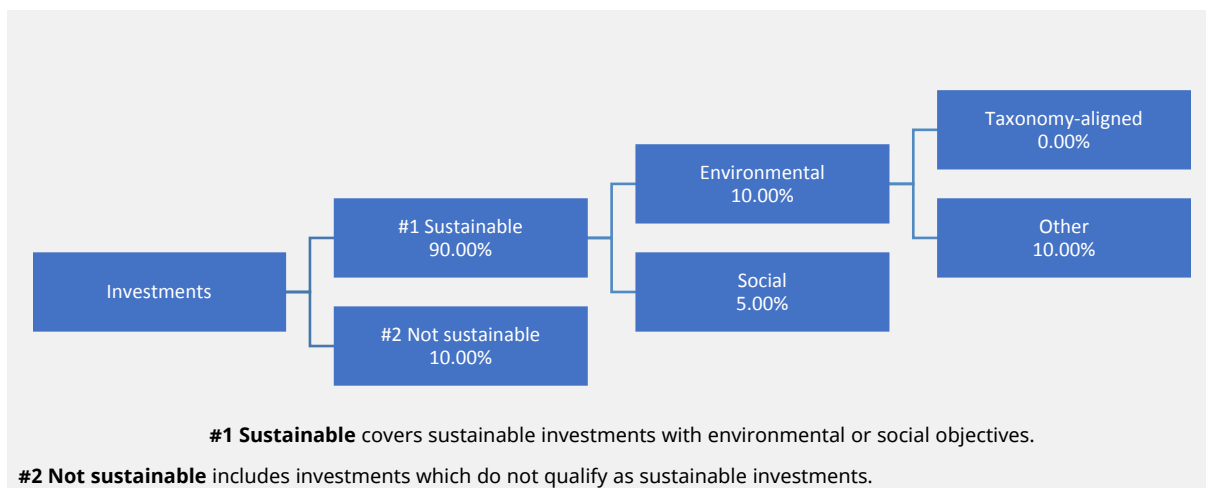 Investments
#1 Sustainable
90.00%
#2 Not sustainable
10.00%
Environmental
10.00%
Social
5.00%
Taxonomy-aligned
0.00%
Other
10.00%
#1 Sustainable covers sustainable investments with environmental or social objectives.
#2 Not sustainable includes investments which do not qualify as sustainable investments.